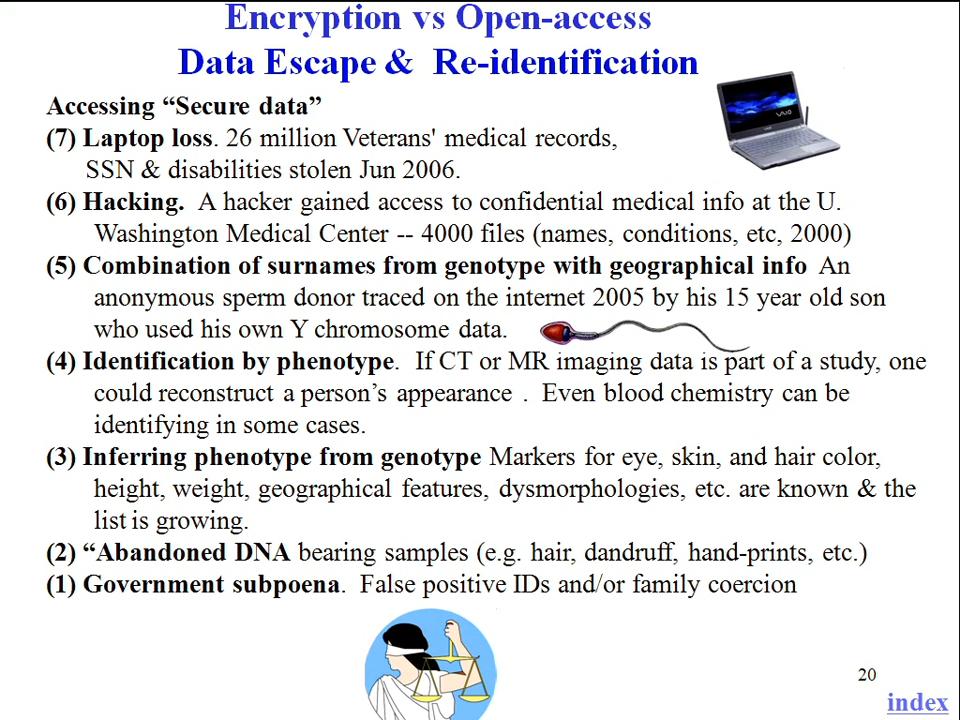 Encryption vs Open-access
Data Escape & Re-identification
Accessing “Secure data”
(7) Laptop loss. 26 million Veterans' medical records,
SSN & disabilities stolen Jun 2006.
(6) Hacking. A hacker gained access to confidential medical info at the U.
Washington Medical Center -- 4000 files (names, conditions, etc, 2000)
(5) Combination of surnames from genotype with geographical info An
anonymous sperm donor traced on the internet 2005 by his 15 year old son
who used his own Y chromosome data.
(4) Identification by phenotype. If CT or MR imaging data is part of a study, one
could reconstruct a person’s appearance . Even blood chemistry can be
identifying in some cases.
(3) Inferring phenotype from genotype Markers for eye, skin, and hair color,
height, weight, geographical features, dysmorphologies, etc. are known & the
list is growing.
(2) “Abandoned DNA bearing samples (e.g. hair, dandruff, hand-prints, etc.)
(1) Government subpoena. False positive IDs and/or family coercion
20
index
VAIO